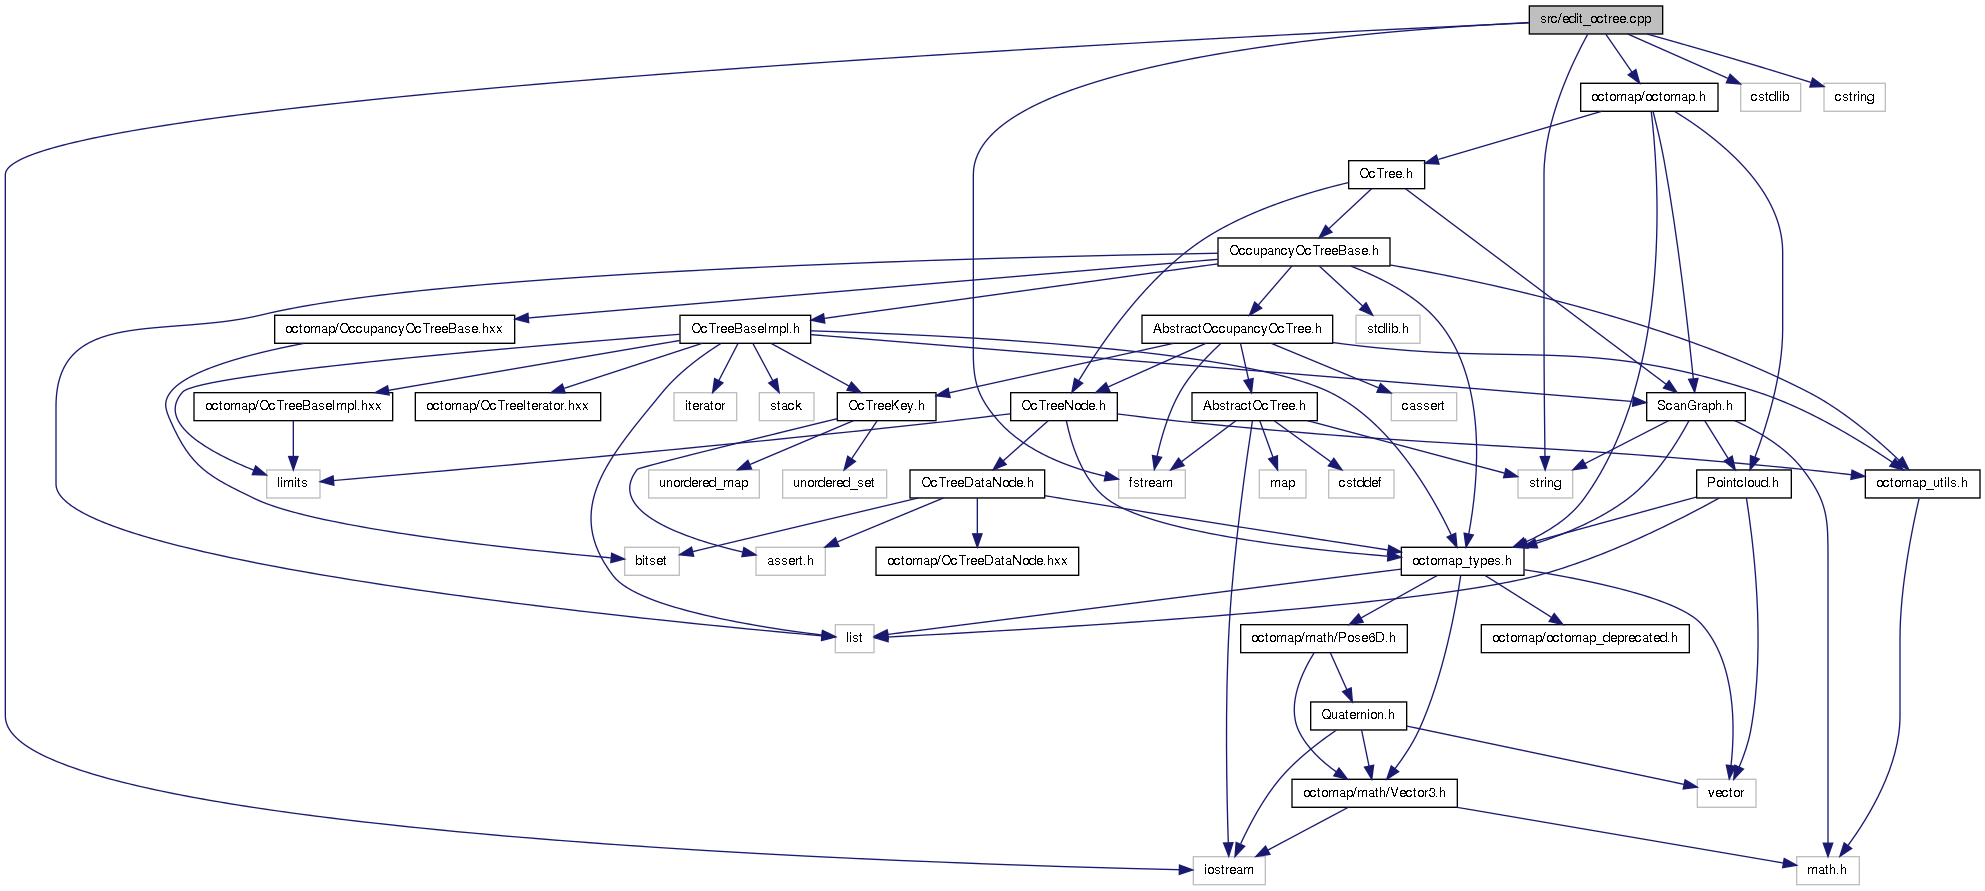 src/edit_octree.cpp
octomap/octomap.h
cstdlib
cstring
OcTree.h
OccupancyOcTreeBase.h
octomap/OccupancyOcTreeBase.hxx
OcTreeBaseImpl.h
AbstractOccupancyOcTree.h
stdlib.h
octomap/OcTreeBaseImpl.hxx
octomap/OcTreeIterator.hxx
iterator
stack
OcTreeKey.h
OcTreeNode.h
AbstractOcTree.h
cassert
ScanGraph.h
limits
unordered_map
unordered_set
OcTreeDataNode.h
fstream
map
cstddef
string
Pointcloud.h
octomap_utils.h
bitset
assert.h
octomap/OcTreeDataNode.hxx
octomap_types.h
list
octomap/math/Pose6D.h
octomap/octomap_deprecated.h
Quaternion.h
octomap/math/Vector3.h
vector
iostream
math.h